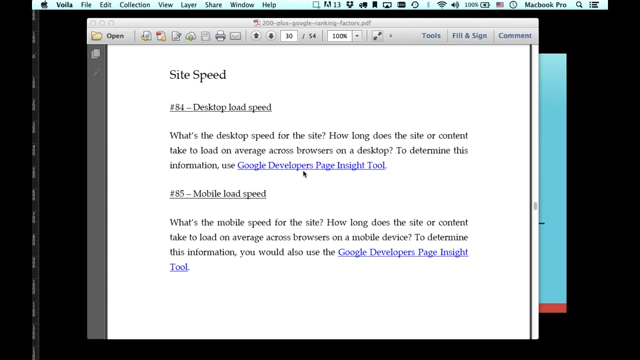 Voila File Edit Collection View Tools Window Help 13 100% Macbook Pro
200-plus-google-ranking-factors.pdf
Open 30 / 54 100% Tools Fill & Sign Comment
Site Speed
#84 – Desktop load speed
What's the desktop speed for the site? How long does the site or content
take to load on average across browsers on a desktop? To determine this
information, use Google Developers Page Insight Tool.
#85 – Mobile load speed
What's the mobile speed for the site? How long does the site or content
take to load on average across browsers on a mobile device? To determine
this information, you would also use the Google Developers Page Insight
Tool.